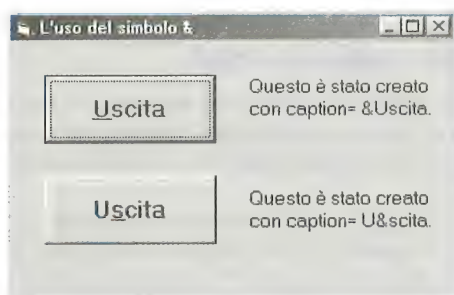 L'uso del simbolo &
Uscita
Questo è stato creato
con caption= &Uscita.
Uscita
Questo è stato creato
con caption= U&scita.